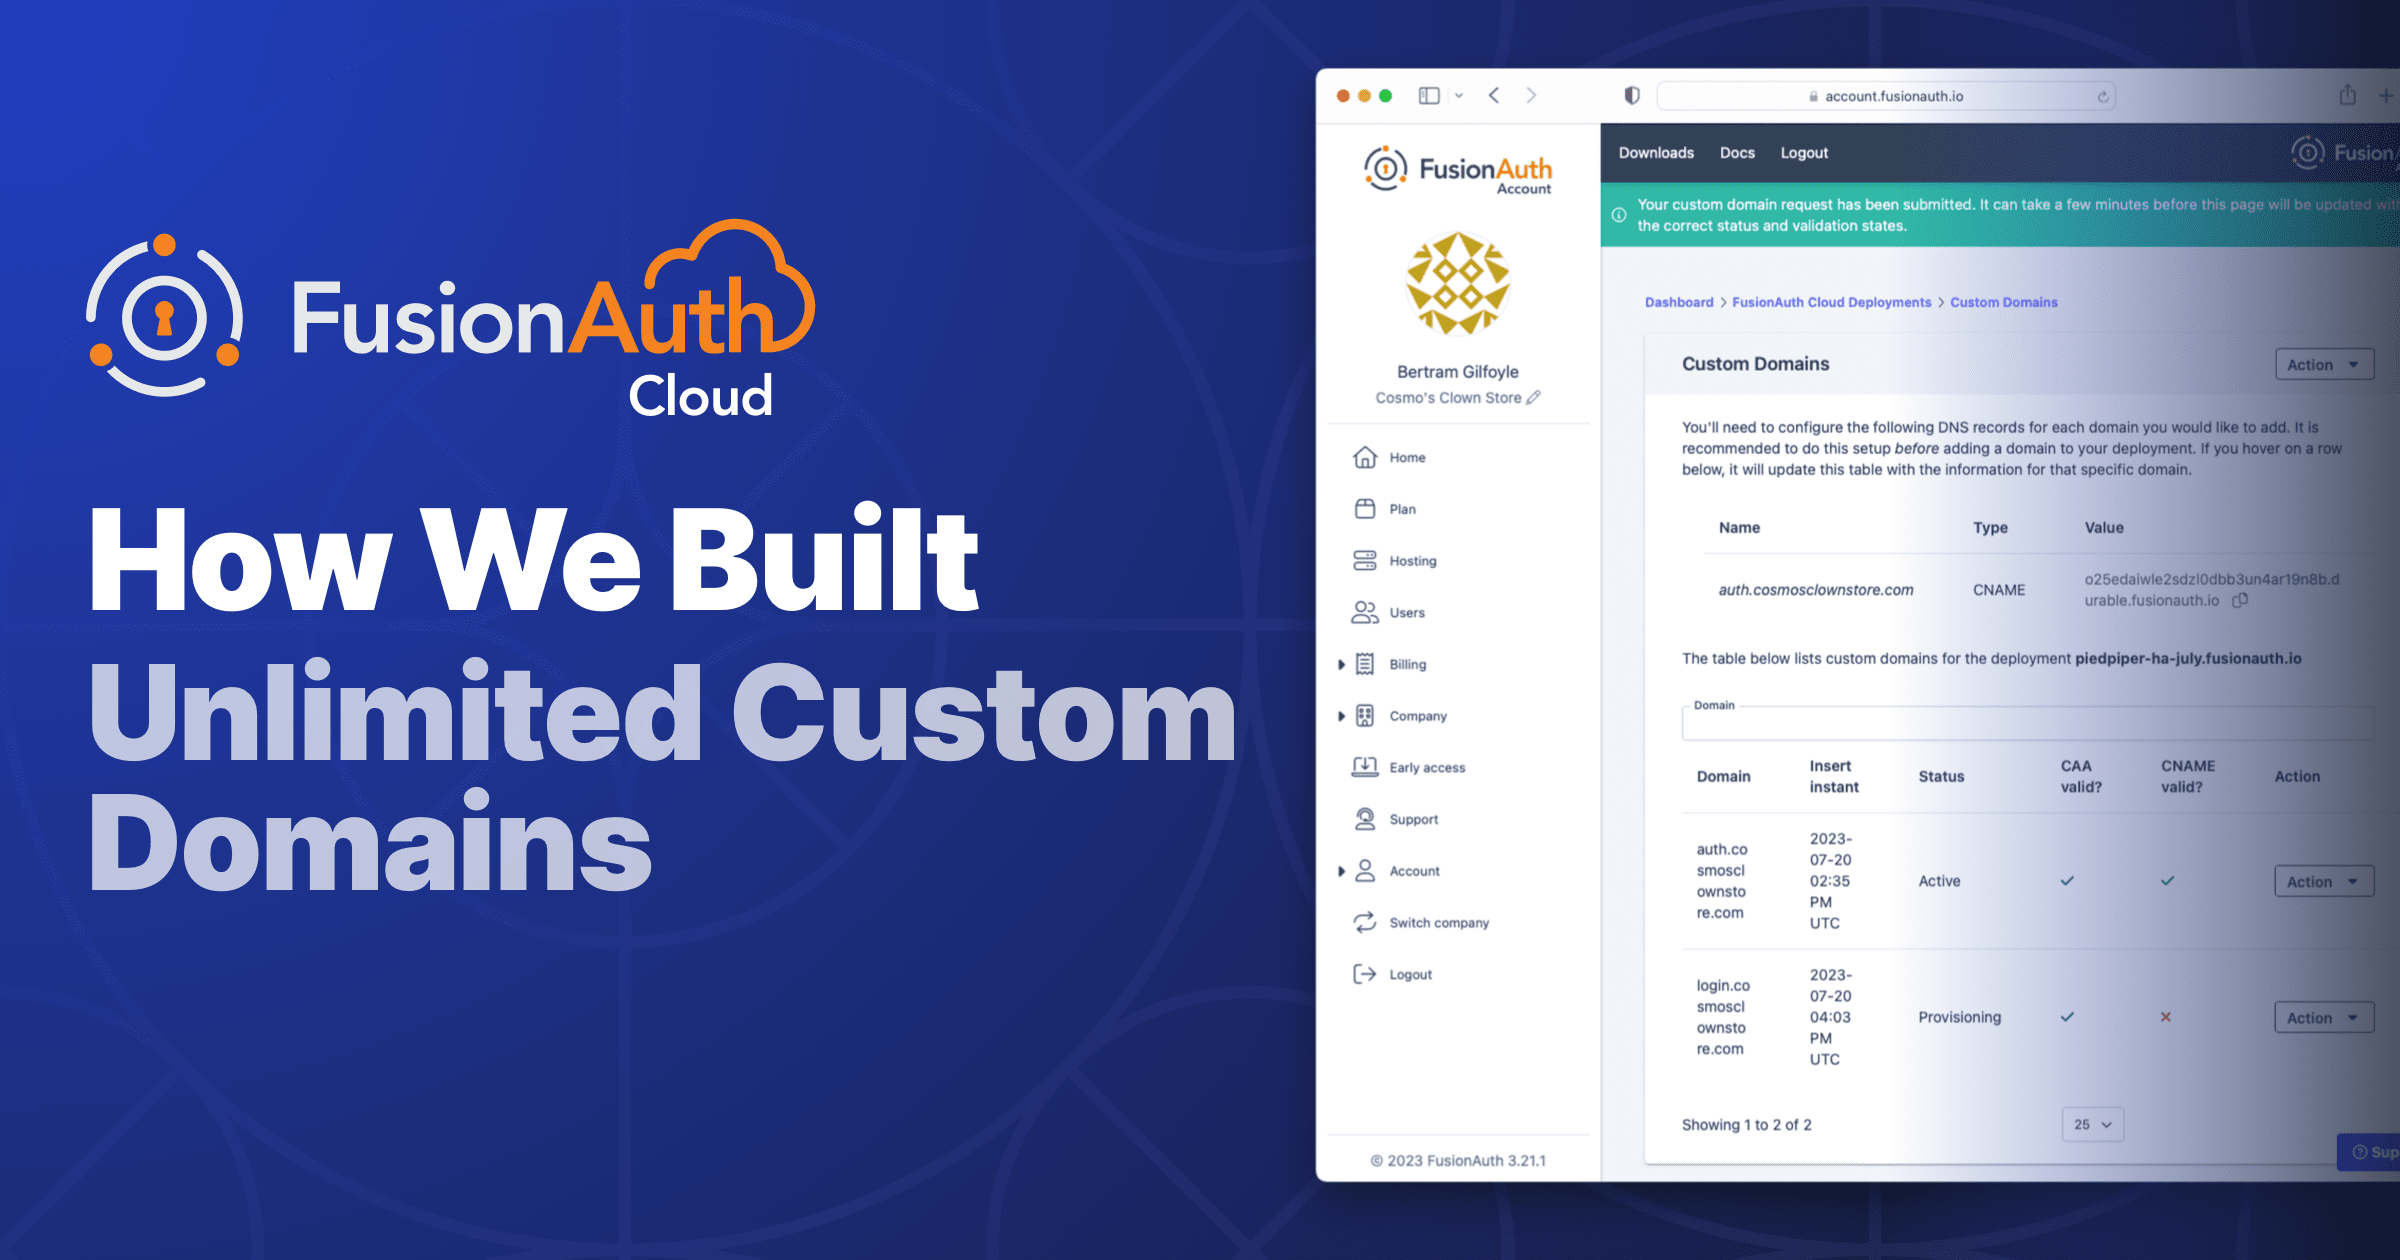 FusionAuth
Cloud
How We Built
Unlimited Custom
Domains
account.fusionauth.io
FusionAuth
Account
Bertram Gilfoyle
Cosmo's Clown Store
Home
Plan
Hosting
Users
Billing
Company
Early access
Support
Account
Switch company
Logout
© 2023 FusionAuth 3.21.1
Downloads Docs Logout
Fusion
Your custom domain request has been submitted. It can take a few minutes before this page will be updated with
the correct status and validation states.
Dashboard > FusionAuth Cloud Deployments > Custom Domains
Custom Domains Action
You'll need to configure the following DNS records for each domain you would like to add. It is
recommended to do this setup before adding a domain to your deployment. If you hover on a row
below, it will update this table with the information for that specific domain.
Name Type Value
auth.cosmosclownstore.com CNAME
o25edaiwle2sdzl0dbb3un4ar19n8b.d
urable.fusionauth.io
The table below lists custom domains for the deployment piedpiper-ha-july.fusionauth.io
Domain
Domain
Insert
instant
Status
CAA
valid?
CNAME
valid?
Action
auth.co
smoscl
ownsto
re.com
2023-
07-20
02:35
PM
UTC
Active
Action
login.co
smoscl
ownsto
re.com
2023-
07-20
04:03
PM
UTC
Provisioning
Action
Showing 1 to 2 of 2
25
Sup